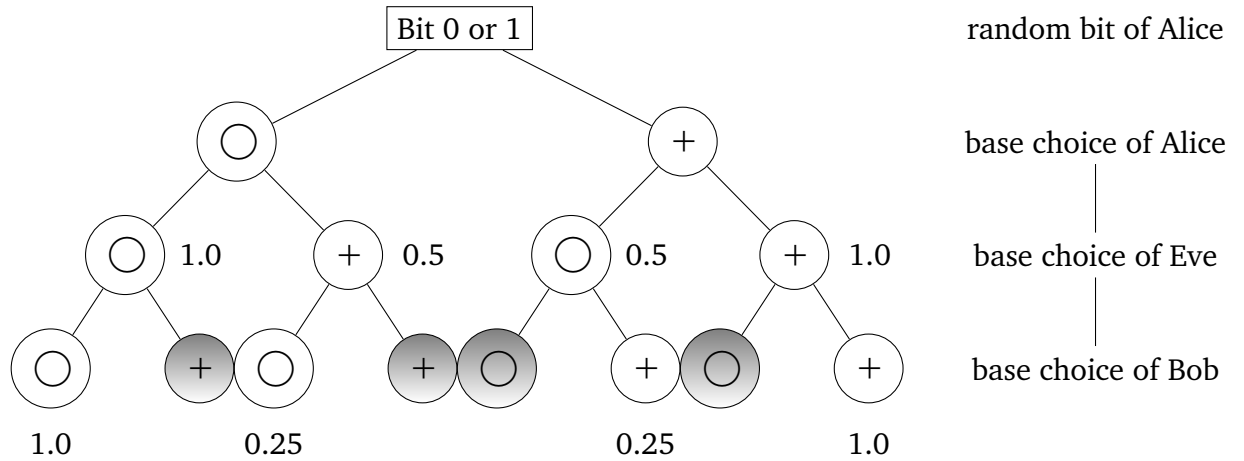 Bit 0 or 1 random bit of Alice
○ + base choice of Alice
○ 1.0 + 0.5 ○ 0.5 + 1.0 base choice of Eve
○ + ○ + ○ + ○ + base choice of Bob
1.0 0.25 0.25 1.0